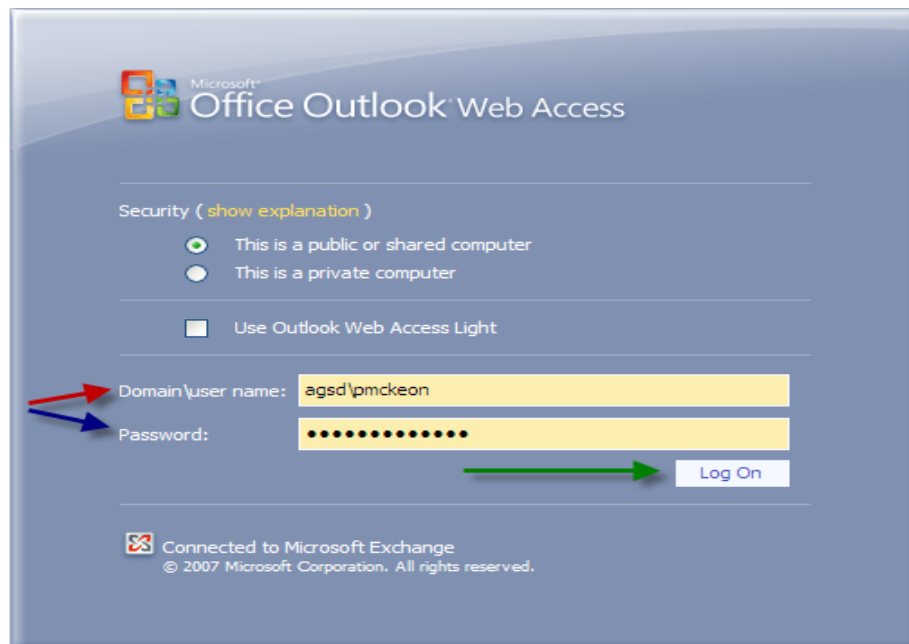 Microsoft®
Office Outlook® Web Access
Security ( show explanation )
This is a public or shared computer
This is a private computer
Use Outlook Web Access Light
Domain\user name: agsd\pmckeon
Password: •••••••••••••
Log On
Connected to Microsoft Exchange
© 2007 Microsoft Corporation. All rights reserved.